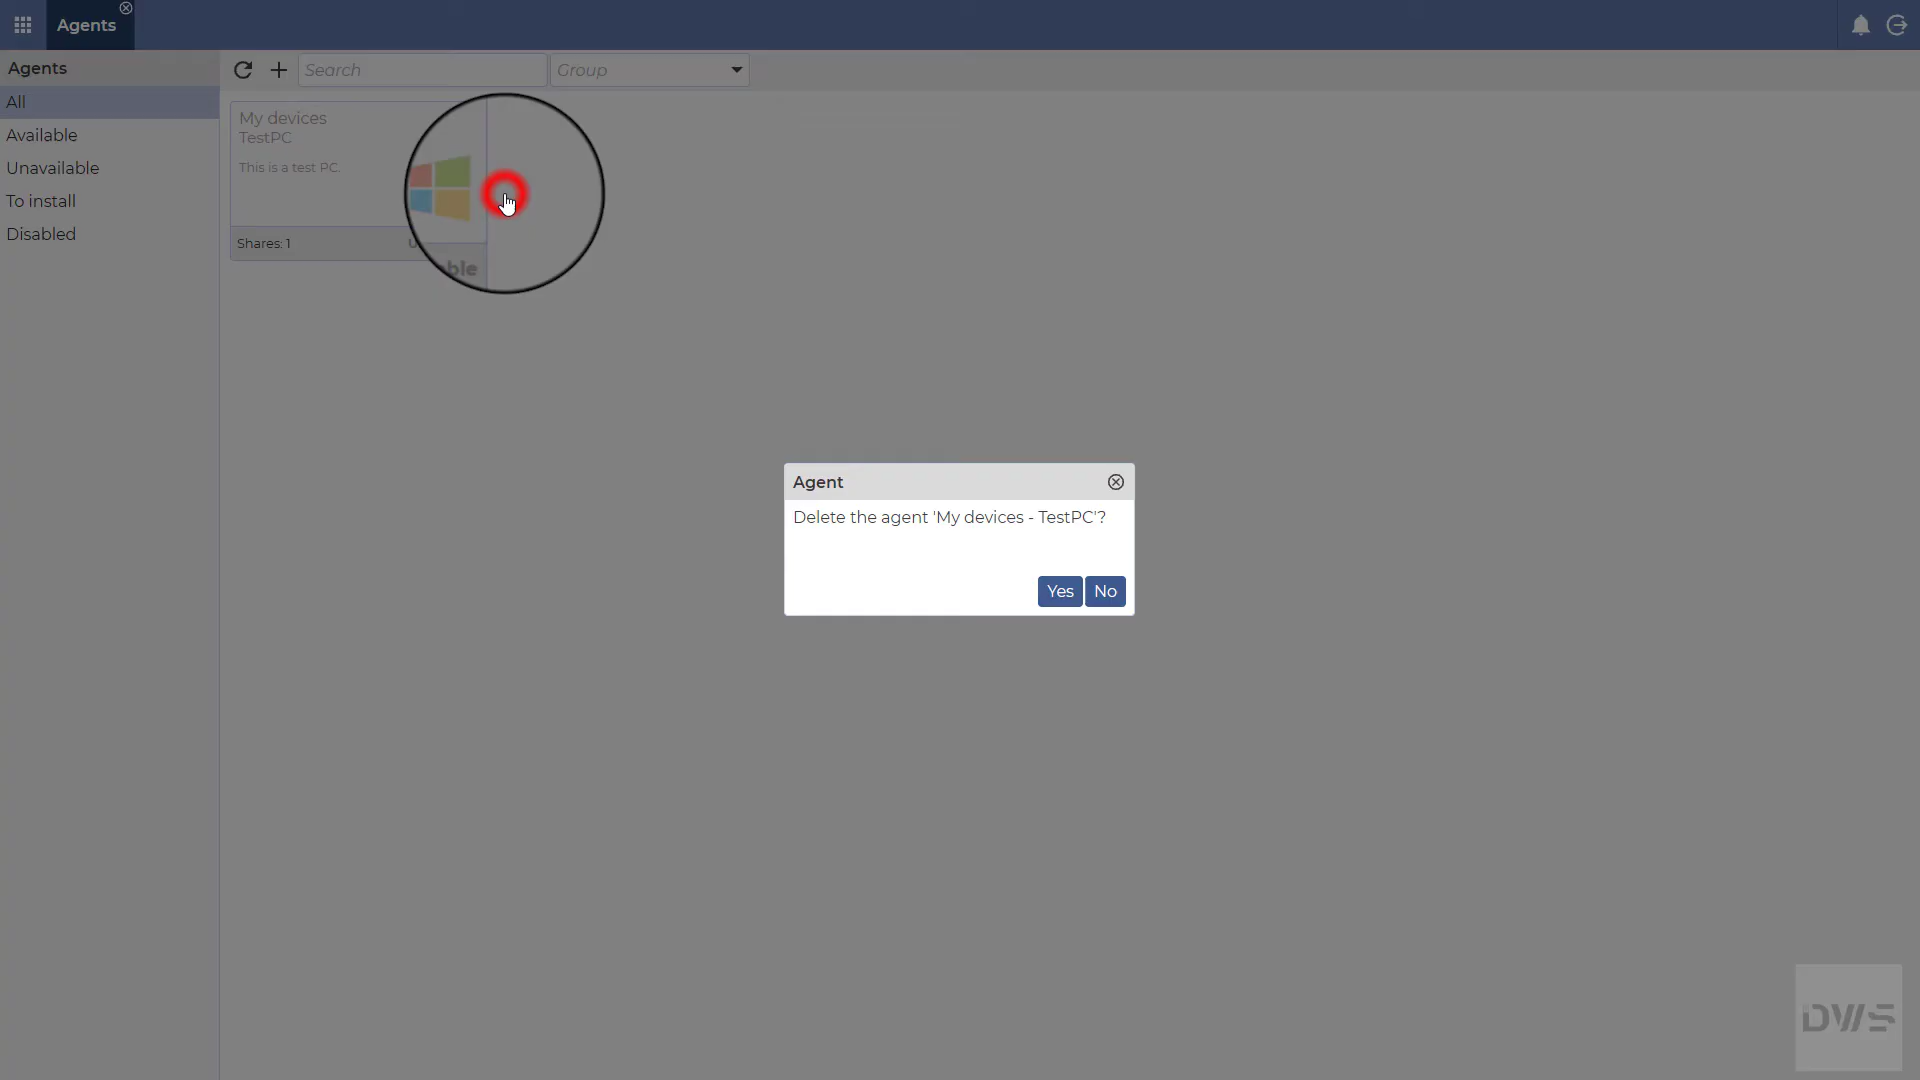 Agents
Agents
All
Available
Unavailable
To install
Disabled
Search
Group
My devices
TestPC
This is a test PC.
Shares: 1
Agent
Delete the agent 'My devices - TestPC'?
Yes
No
DWS